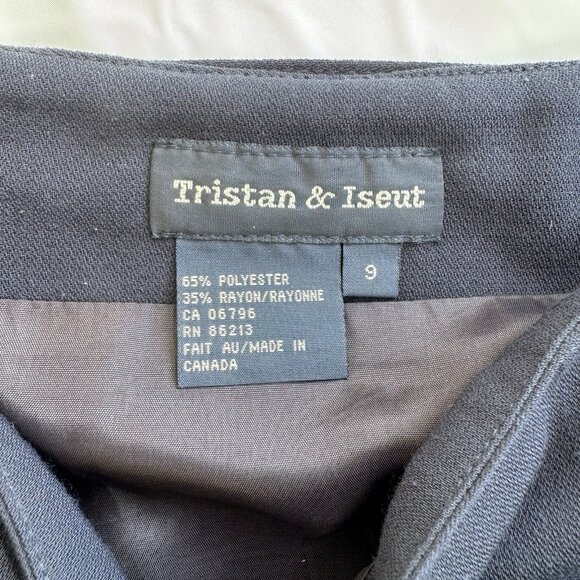 Tristan & Iseut
9
65% POLYESTER
35% RAYON/RAYONNE
CA 06796
RN 86213
FAIT AU/MADE IN
CANADA